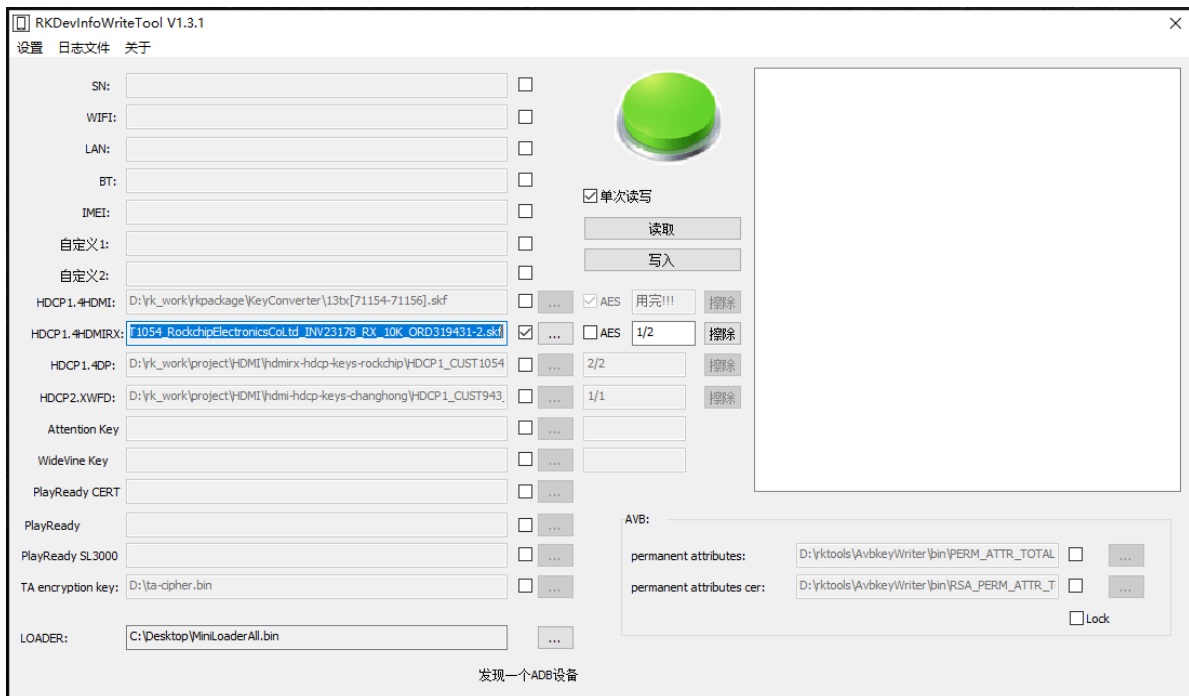 RKDevInfoWriteTool V1.3.1
设置 日志文件 关于
SN:
WIFI:
LAN:
BT:
IMEI:
自定义1:
自定义2:
单次读写
读取
写入
HDCP1.4HDMI: D:\rk_work\rkpackage\KeyConverter\13tx[71154-71156].skf ... AES 用完!!! 擦除
HDCP1.4HDMIRX: T1054_RockchipElectronicsCoLtd_INV23178_RX_10K_ORD319431-2.skf ... AES 1/2 擦除
HDCP1.4DP: D:\rk_work\project\HDMI\hdmirx-hdcp-keys-rockchip\HDCP1_CUST1054 ... 2/2 擦除
HDCP2.XWFD: D:\rk_work\project\HDMI\hdmi-hdcp-keys-changhong\HDCP1_CUST943_ ... 1/1 擦除
Attention Key ...
WideVine Key ...
PlayReady CERT ...
PlayReady ...
PlayReady SL3000 ...
TA encryption key: D:\ta-cipher.bin ...
LOADER: C:\Desktop\MiniLoaderAll.bin ...
AVB:
permanent attributes: D:\rktools\AvbkeyWriter\bin\PERM_ATTR_TOTAL ...
permanent attributes cer: D:\rktools\AvbkeyWriter\bin\RSA_PERM_ATTR_T ...
Lock
发现一个ADB设备